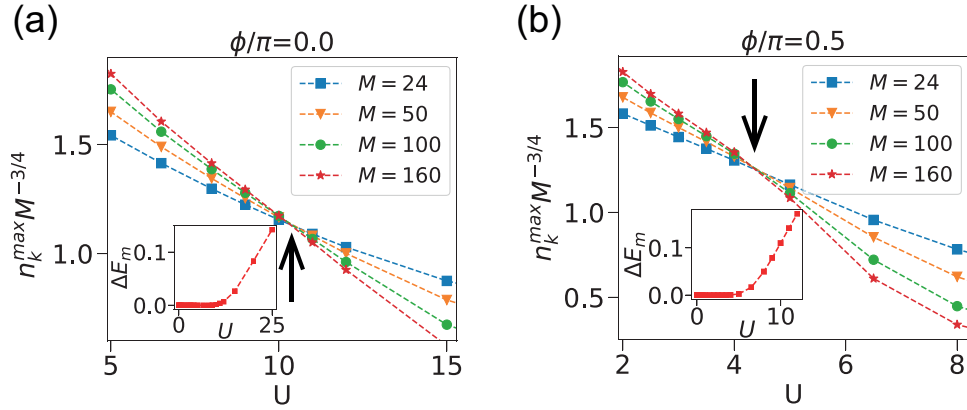 (a)
ϕ/π=0.0
n_k^{max} M^{-3/4}
1.5
1.0
M = 24
M = 50
M = 100
M = 160
ΔE_m
0.1
0.0
0
25
U
5
10
15
U
(b)
ϕ/π=0.5
n_k^{max} M^{-3/4}
1.5
1.0
0.5
M = 24
M = 50
M = 100
M = 160
ΔE_m
0.1
0.0
0
10
U
2
4
6
8
U